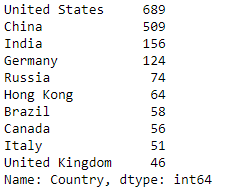 United States     689
China             509
India             156
Germany           124
Russia             74
Hong Kong          64
Brazil             58
Canada             56
Italy              51
United Kingdom     46
Name: Country, dtype: int64